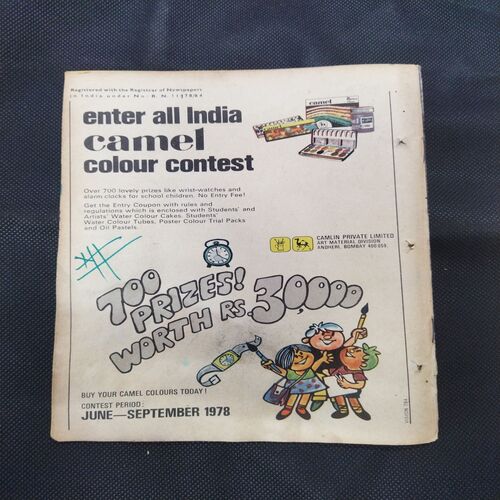 Registered with the Registrar of Newspapers
in India under No. R. N. 11378/64
enter all India
camel
colour contest
Over 700 lovely prizes like wrist-watches and
alarm clocks for school children. No Entry Fee!
Get the Entry Coupon with rules and
regulations which is enclosed with Students' and
Artists' Water Colour Cakes. Students'
Water Colour Tubes, Poster Colour Trial Packs
and Oil Pastels.
camel
CAMLIN PRIVATE LIMITED
ART MATERIAL DIVISION
ANDHERI, BOMBAY 400 059.
700
PRIZES!
WORTH RS. 30,000
BUY YOUR CAMEL COLOURS TODAY!
CONTEST PERIOD:
JUNE—SEPTEMBER 1978